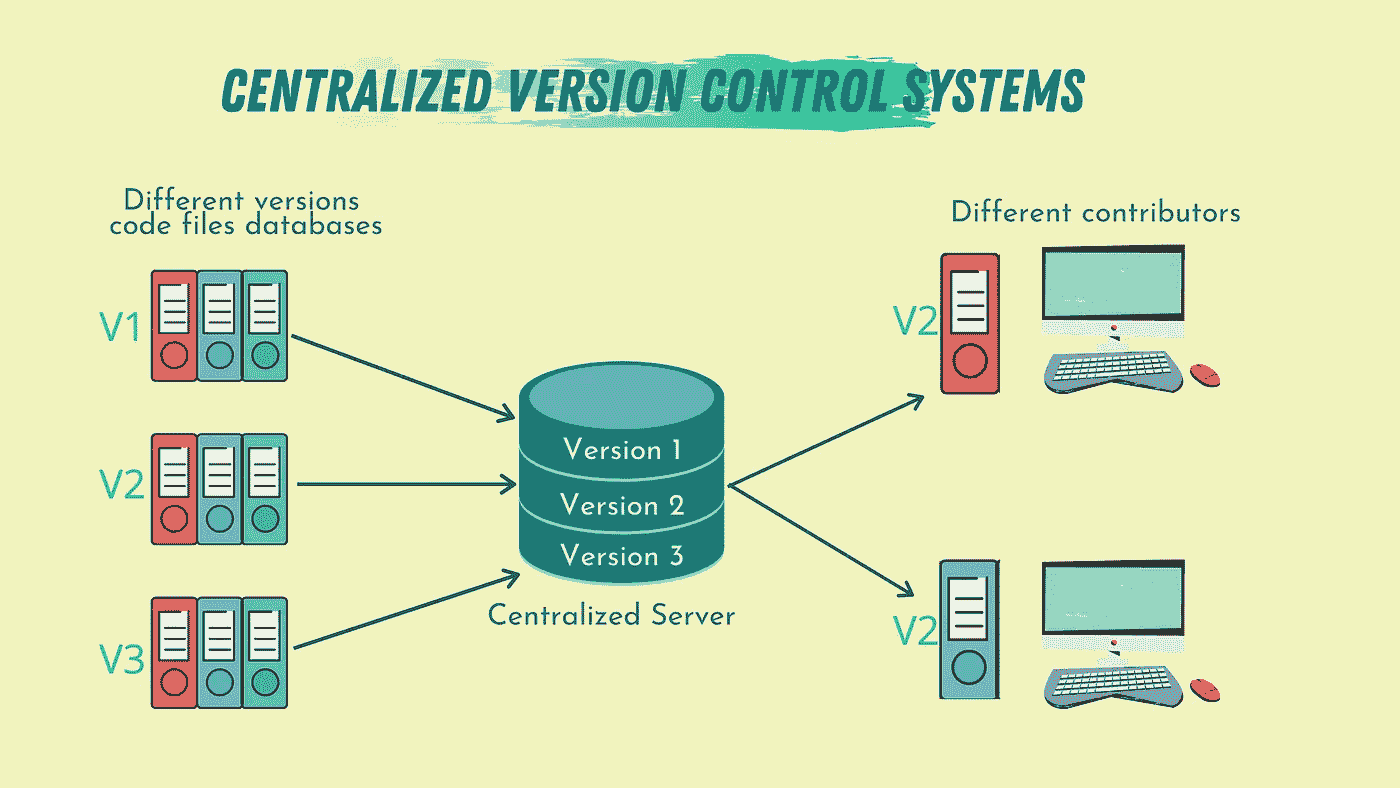 CENTRALIZED VERSION CONTROL SYSTEMS
Different versions
code files databases
Different contributors
V1
V2
V3
Version 1
Version 2
Version 3
Centralized Server
V2
V2